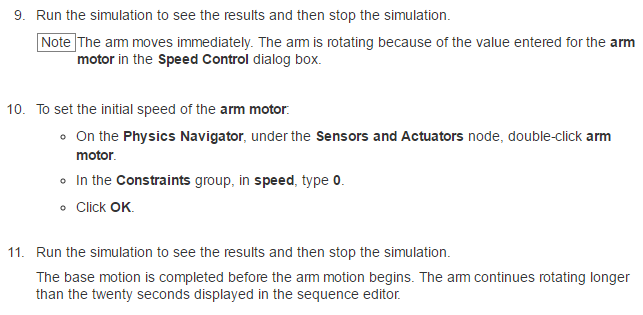 9. Run the simulation to see the results and then stop the simulation.
Note The arm moves immediately. The arm is rotating because of the value entered for the arm
motor in the Speed Control dialog box.
10. To set the initial speed of the arm motor:
On the Physics Navigator, under the Sensors and Actuators node, double-click arm
motor.
In the Constraints group, in speed, type 0.
Click OK.
11. Run the simulation to see the results and then stop the simulation.
The base motion is completed before the arm motion begins. The arm continues rotating longer
than the twenty seconds displayed in the sequence editor.